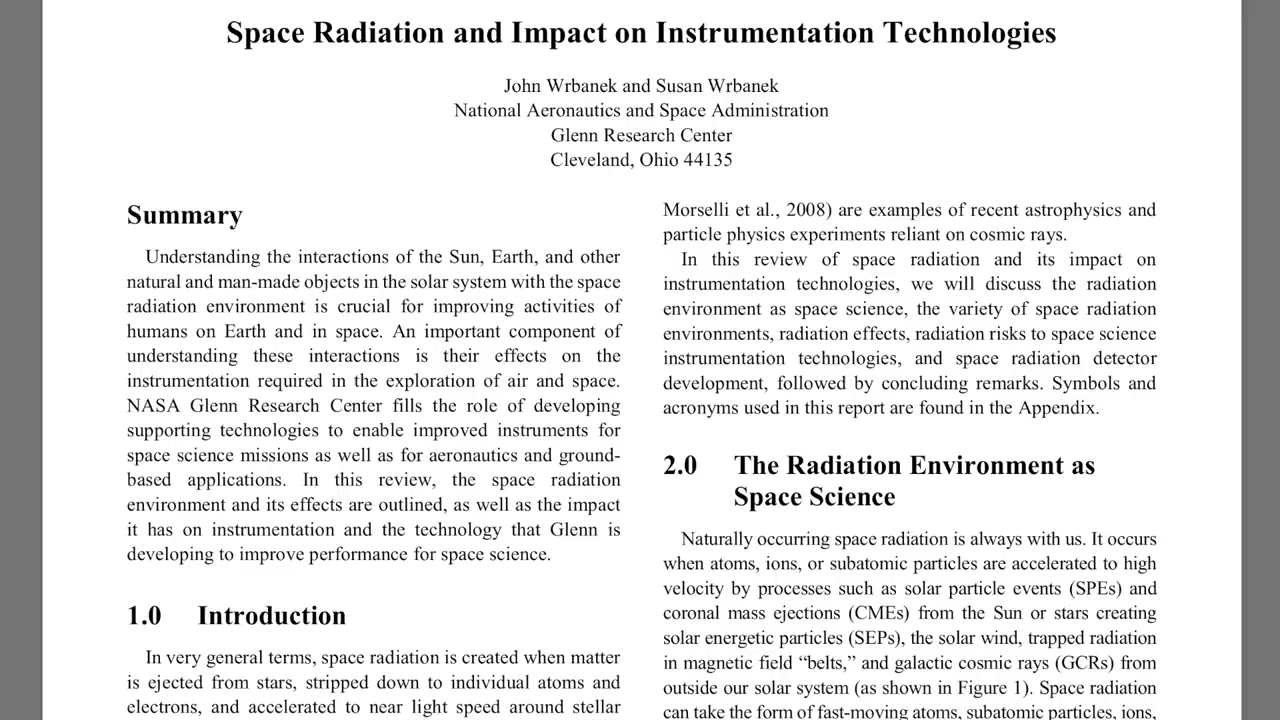 Space Radiation and Impact on Instrumentation Technologies
John Wrbanek and Susan Wrbanek
National Aeronautics and Space Administration
Glenn Research Center
Cleveland, Ohio 44135
Summary
Understanding the interactions of the Sun, Earth, and other
natural and man-made objects in the solar system with the space
radiation environment is crucial for improving activities of
humans on Earth and in space. An important component of
understanding these interactions is their effects on the
instrumentation required in the exploration of air and space.
NASA Glenn Research Center fills the role of developing
supporting technologies to enable improved instruments for
space science missions as well as for aeronautics and ground-
based applications. In this review, the space radiation
environment and its effects are outlined, as well as the impact
it has on instrumentation and the technology that Glenn is
developing to improve performance for space science.
1.0 Introduction
In very general terms, space radiation is created when matter
is ejected from stars, stripped down to individual atoms and
electrons, and accelerated to near light speed around stellar
Morselli et al., 2008) are examples of recent astrophysics and
particle physics experiments reliant on cosmic rays.
In this review of space radiation and its impact on
instrumentation technologies, we will discuss the radiation
environment as space science, the variety of space radiation
environments, radiation effects, radiation risks to space science
instrumentation technologies, and space radiation detector
development, followed by concluding remarks. Symbols and
acronyms used in this report are found in the Appendix.
2.0 The Radiation Environment as
Space Science
Naturally occurring space radiation is always with us. It occurs
when atoms, ions, or subatomic particles are accelerated to high
velocity by processes such as solar particle events (SPEs) and
coronal mass ejections (CMEs) from the Sun or stars creating
solar energetic particles (SEPs), the solar wind, trapped radiation
in magnetic field “belts,” and galactic cosmic rays (GCRs) from
outside our solar system (as shown in Figure 1). Space radiation
can take the form of fast-moving atoms, subatomic particles, ions,